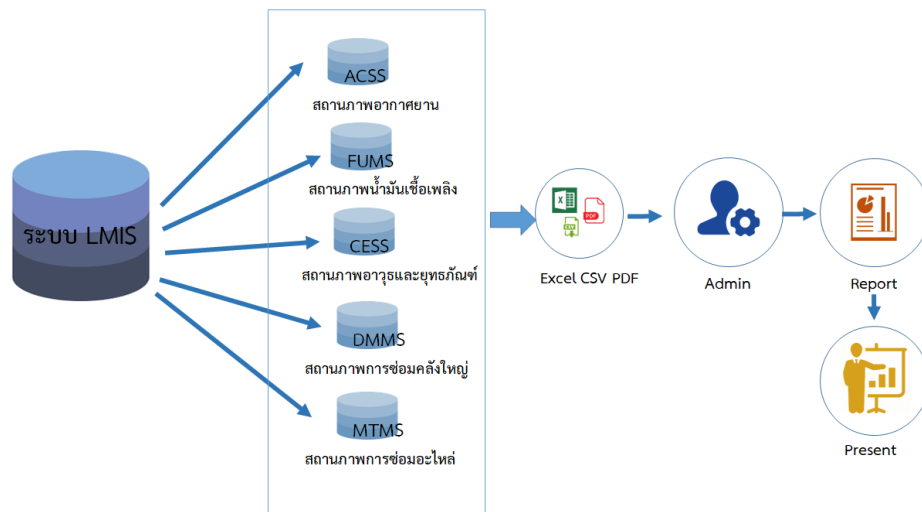 ระบบ LMIS
ACSS
สถานภาพอากาศยาน
FUMS
สถานภาพน้ำมันเชื้อเพลิง
CESS
สถานภาพอาวุธและยุทธภัณฑ์
DMMS
สถานภาพการซ่อมคลังใหญ่
MTMS
สถานภาพการซ่อมอะไหล่
X
PDF
CSV
Excel CSV PDF
Admin
Report
Present